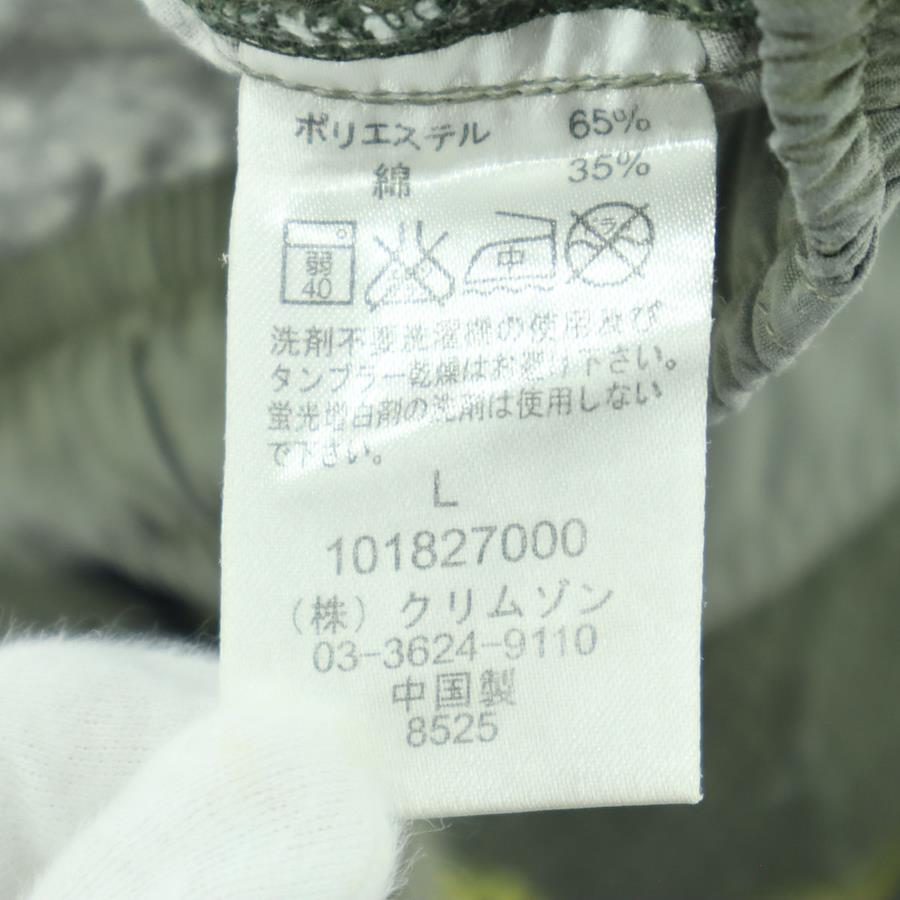 ポリエステル 65%
綿 35%
弱 中 ラ
40
洗剤不要洗濯機の使用及び
タンブラー乾燥はお避け下さい。
蛍光増白剤の洗剤は使用しない
で下さい。
L
101827000
(株) クリムゾン
03-3624-9110
中国製
8525